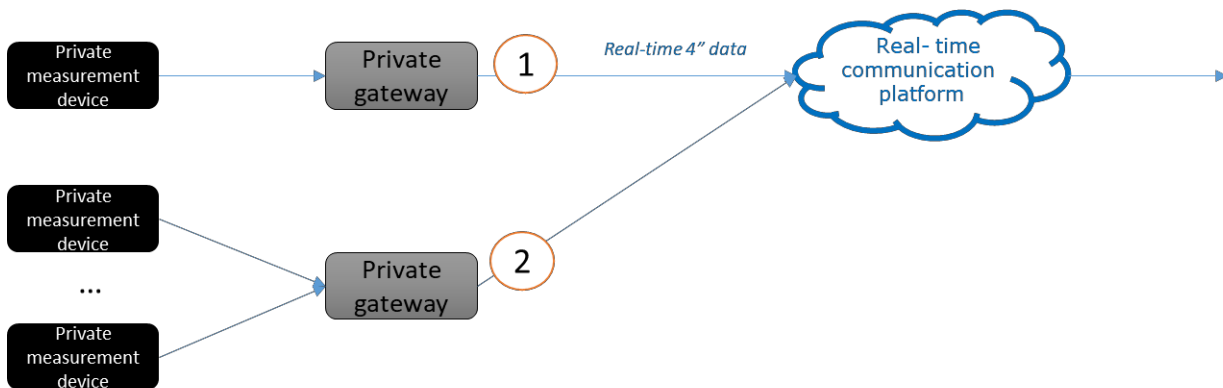 Private
measurement
device
Private
gateway
1
Real-time 4” data
Real- time
communication
platform
Private
measurement
device
...
Private
measurement
device
Private
gateway
2